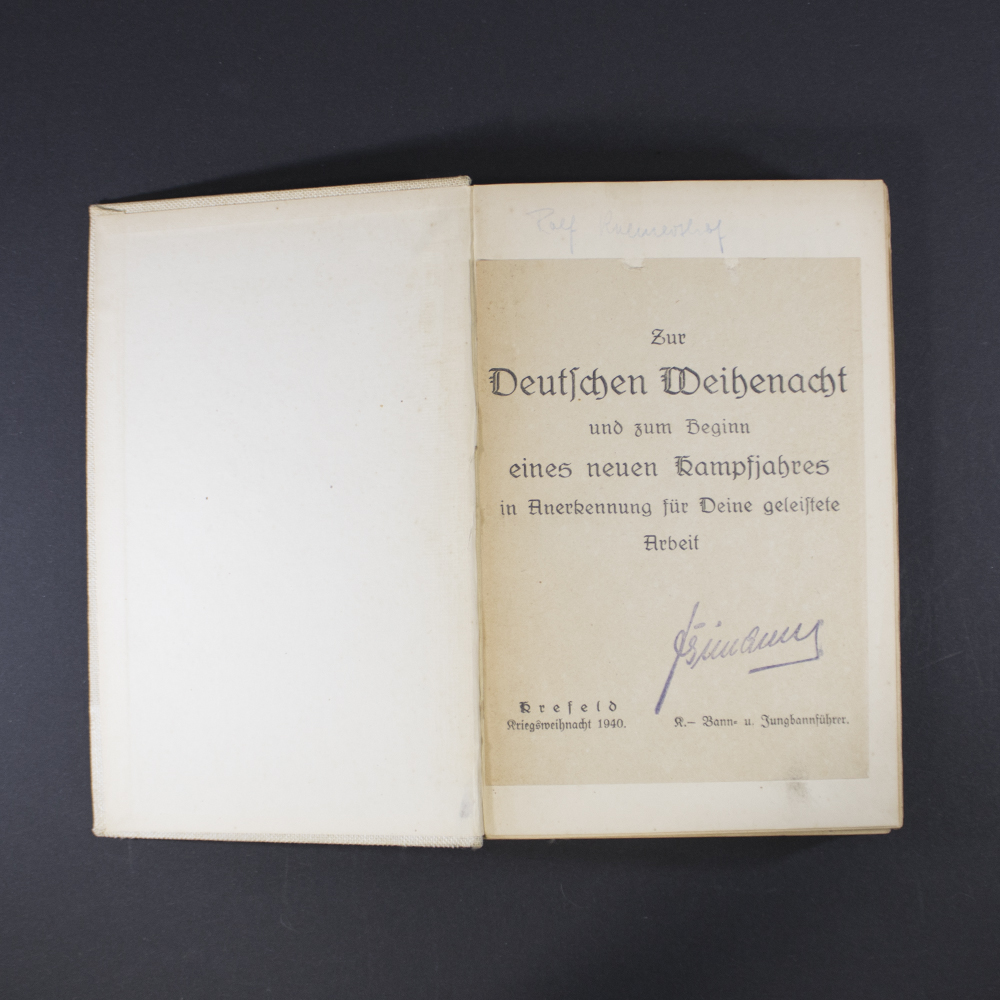 Rolf
Zur
Deutschen Weihenacht
und zum Beginn
eines neuen Kampfjahres
in Anerkennung für Deine geleistete
Arbeit
Krefeld
Kriegsweihnacht 1940.
K.- Bann- u. Jungbannführer.